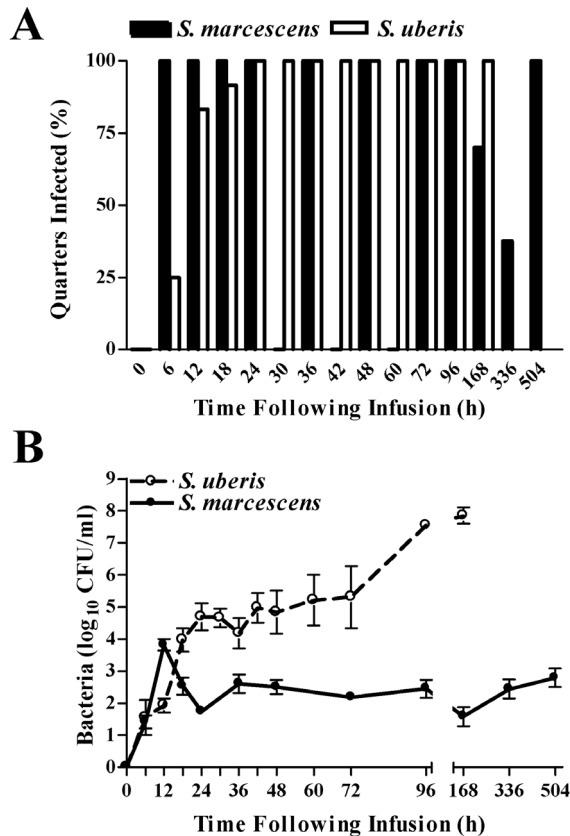 A
S. marcescens S. uberis
Quarters Infected (%)
100
75
50
25
0
0 6 12 18 24 30 36 42 48 60 72 96 168 336 504
Time Following Infusion (h)
B
S. uberis
S. marcescens
Bacteria (log10 CFU/ml)
9
8
7
6
5
4
3
2
1
0
0 12 24 36 48 60 72 96 168 336 504
Time Following Infusion (h)